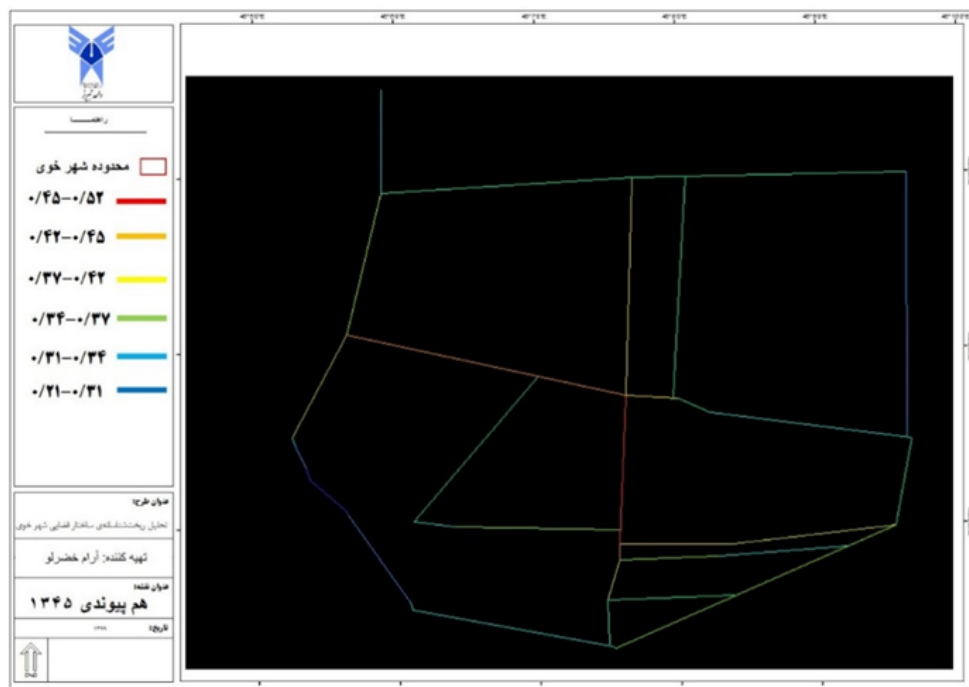 راهنمـــــا
محدوده شهر خوی
۰/۴۵-۰/۵۲
۰/۴۲-۰/۴۵
۰/۳۷-۰/۴۲
۰/۳۴-۰/۳۷
۰/۳۱-۰/۳۴
۰/۲۱-۰/۳۱
عنوان طرح:
تحلیل ریخت‌شناسانه‌ی ساختار فضایی شهر خوی
تهیه کننده: آرام خضرلو
عنوان نقشه:
هم پیوندی ۱۳۴۵
تاریخ: